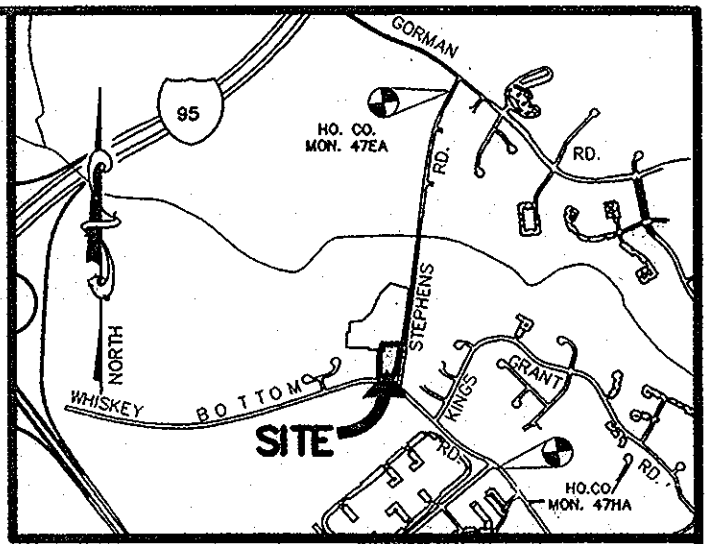 GORMAN
95
HO. CO.
MON. 47EA
RD.
RD.
STEPHENS
NORTH
WHISKEY BOTTOM
KINGS
GRANT
SITE
RD.
RD.
HO.CO.
MON. 47HA